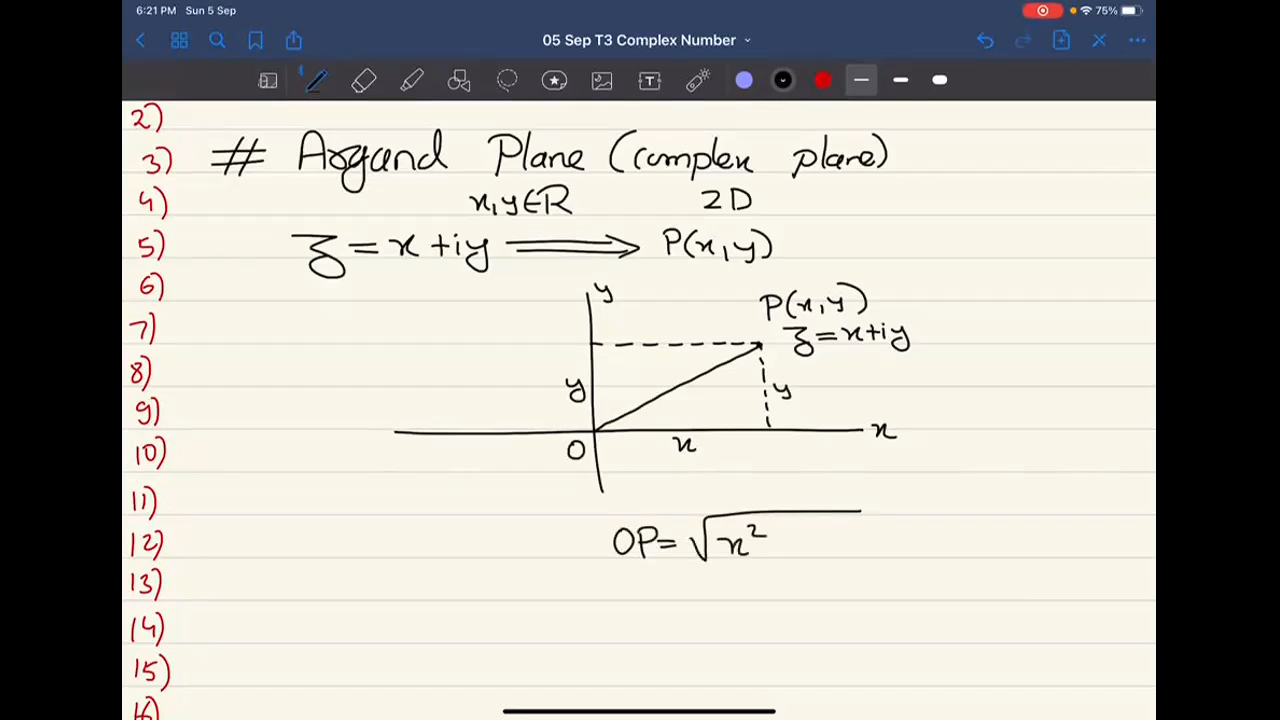 6:21 PM Sun 5 Sep
75%
05 Sep T3 Complex Number
T
2)
3) # Argand Plane (complex plane)
4) x,y∈R 2D
5) z=x+iy ⟹ P(x,y)
6) y
P(x,y)
7) z=x+iy
8) y y
9) x
10) O x
11)
12) OP=√x²
13)
14)
15)
16)